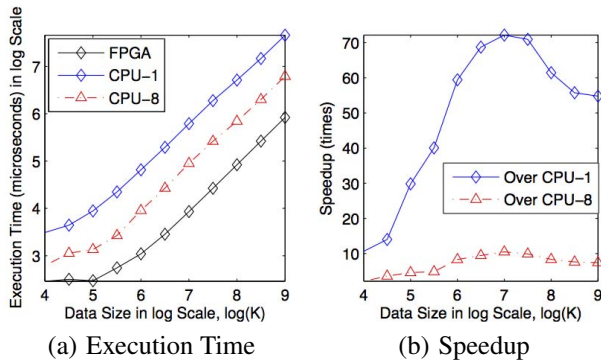 Execution Time (microseconds) in log Scale
7
6
5
4
3
FPGA
CPU-1
CPU-8
4 5 6 7 8 9
Data Size in log Scale, log(K)
(a) Execution Time
Speedup (times)
70
60
50
40
30
20
10
Over CPU-1
Over CPU-8
4 5 6 7 8 9
Data Size in log Scale, log(K)
(b) Speedup